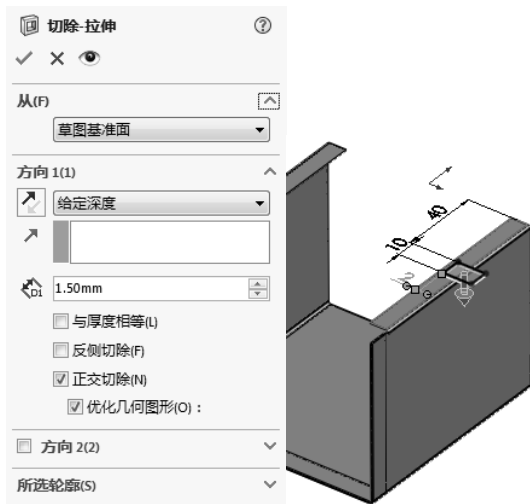 切除-拉伸
从(F)
草图基准面
方向 1(1)
给定深度
D1
1.50mm
与厚度相等(L)
反侧切除(F)
正交切除(N)
优化几何图形(O)：
方向 2(2)
所选轮廓(S)
40
10
2